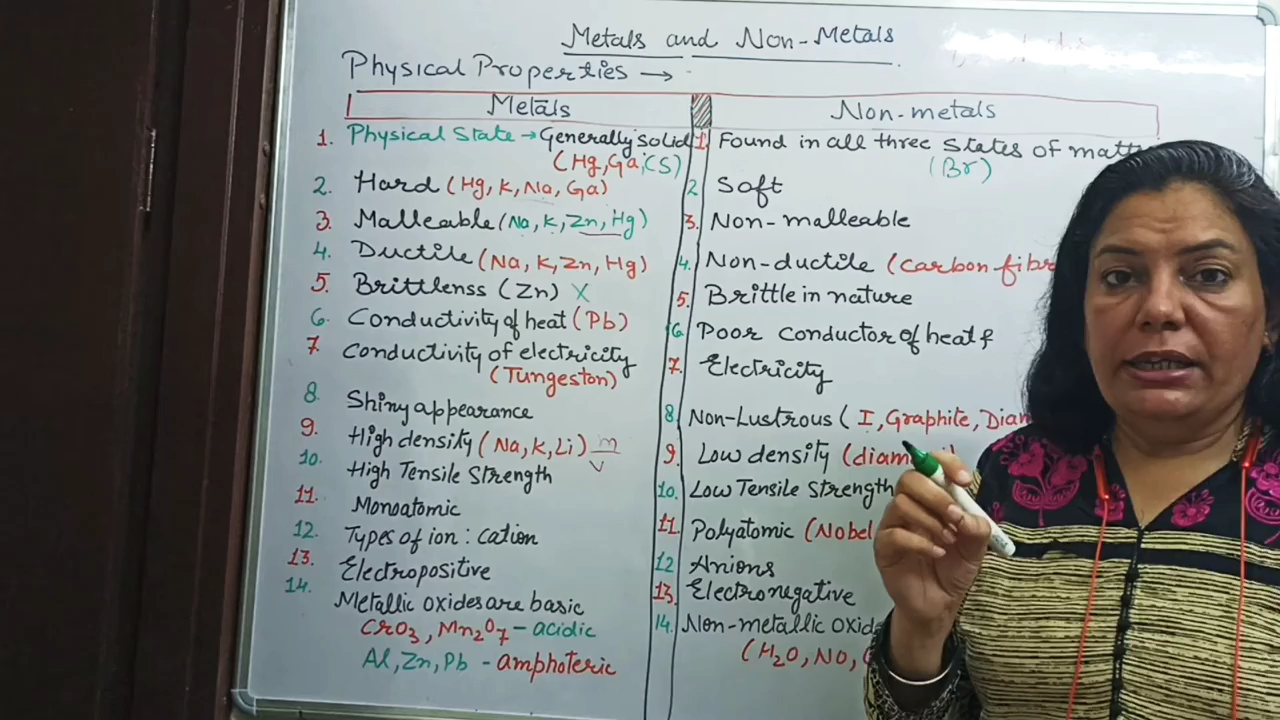 Metals and Non-Metals
Physical Properties →
Metals
Non-metals
1. Physical State → Generally solid
(Hg, Ga, CS)
2. Hard (Hg, K, Na, Ga)
3. Malleable (Na, K, Zn, Hg)
4. Ductile (Na, K, Zn, Hg)
5. Brittlenss (Zn) X
6. Conductivity of heat (Pb)
7. Conductivity of electricity
(Tungeston)
8. Shiny appearance
9. High density (Na, K, Li) m/v
10. High Tensile Strength
11. Monoatomic
12. Types of ion : cation
13. Electropositive
14. Metallic oxides are basic
CrO3, Mn2O7 - acidic
Al, Zn, Pb - amphoteric
1. Found in all three States of matt
(Br)
2. Soft
3. Non-malleable
4. Non-ductile (carbon fibr
5. Brittle in nature
6. Poor conductor of heat &
7. Electricity
8. Non-Lustrous (I, Graphite, Diam
9. Low density (diam
10. Low Tensile Strength
11. Polyatomic (Nobel
12 Anions
13. Electronegative
14. Non-metallic oxid
(H2O, NO,